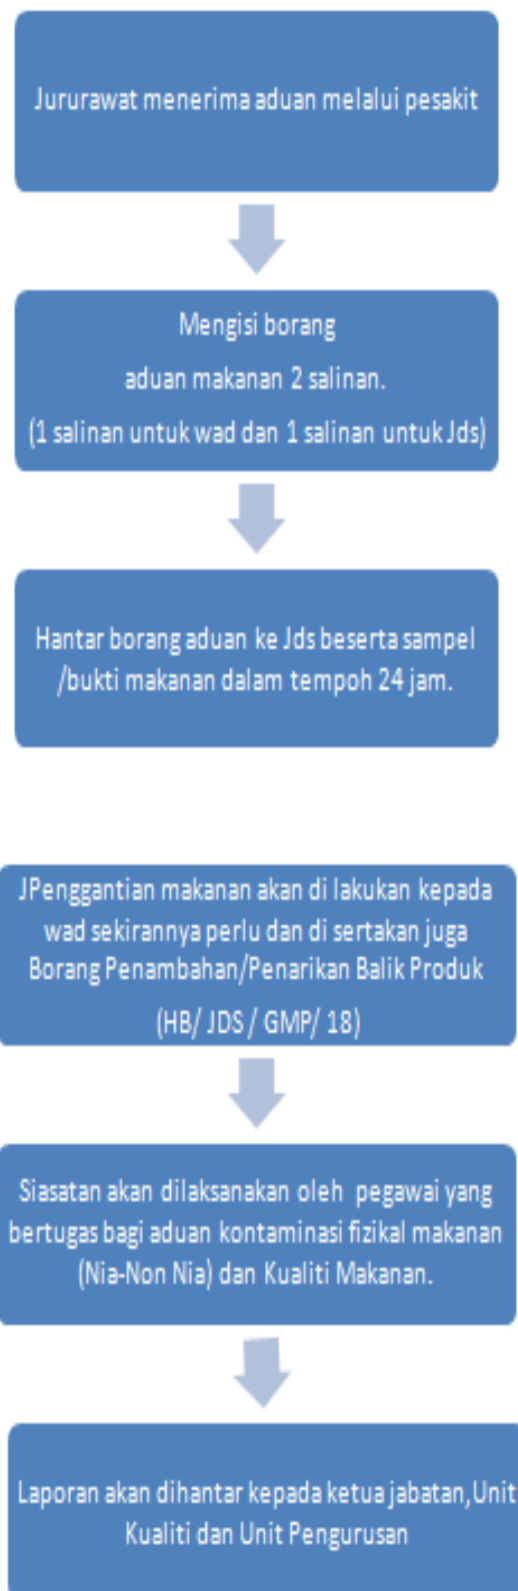 Jururawat menerima aduan melalui pesakit
Mengisi borang
aduan makanan 2 salinan.
(1 salinan untuk wad dan 1 salinan untuk Jds)
Hantar borang aduan ke Jds beserta sampel
/bukti makanan dalam tempoh 24 jam.
JPenggantian makanan akan di lakukan kepada
wad sekirannya perlu dan di sertakan juga
Borang Penambahan/Penarikan Balik Produk
(HB/ JDS / GMP/ 18)
Siasatan akan dilaksanakan oleh pegawai yang
bertugas bagi aduan kontaminasi fizikal makanan
(Nia-Non Nia) dan Kualiti Makanan.
Laporan akan dihantar kepada ketua jabatan,Unit
Kualiti dan Unit Pengurusan